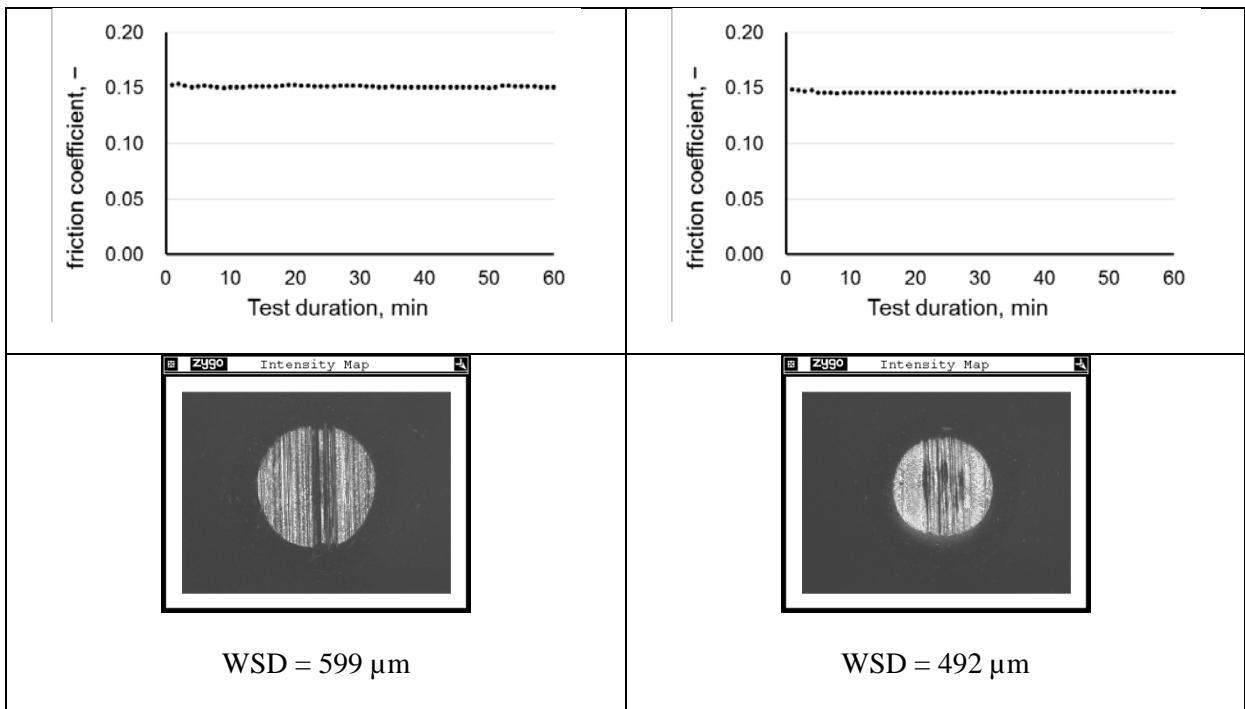 0.20
0.15
0.10
0.05
0.00
friction coefficient, –
0 10 20 30 40 50 60
Test duration, min
0.20
0.15
0.10
0.05
0.00
friction coefficient, –
0 10 20 30 40 50 60
Test duration, min
zygo Intensity Map
WSD = 599 µm
zygo Intensity Map
WSD = 492 µm